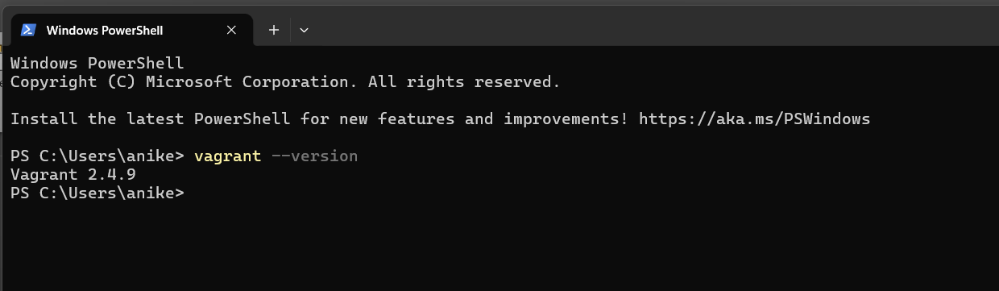 Windows PowerShell
Windows PowerShell
Copyright (C) Microsoft Corporation. All rights reserved.
Install the latest PowerShell for new features and improvements! https://aka.ms/PSWindows
PS C:\Users\anike> vagrant --version
Vagrant 2.4.9
PS C:\Users\anike>